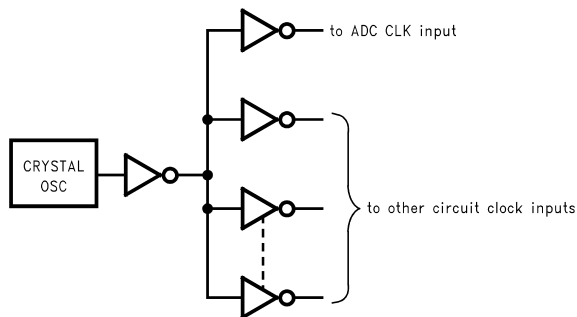 to ADC CLK input
CRYSTAL
OSC
to other circuit clock inputs